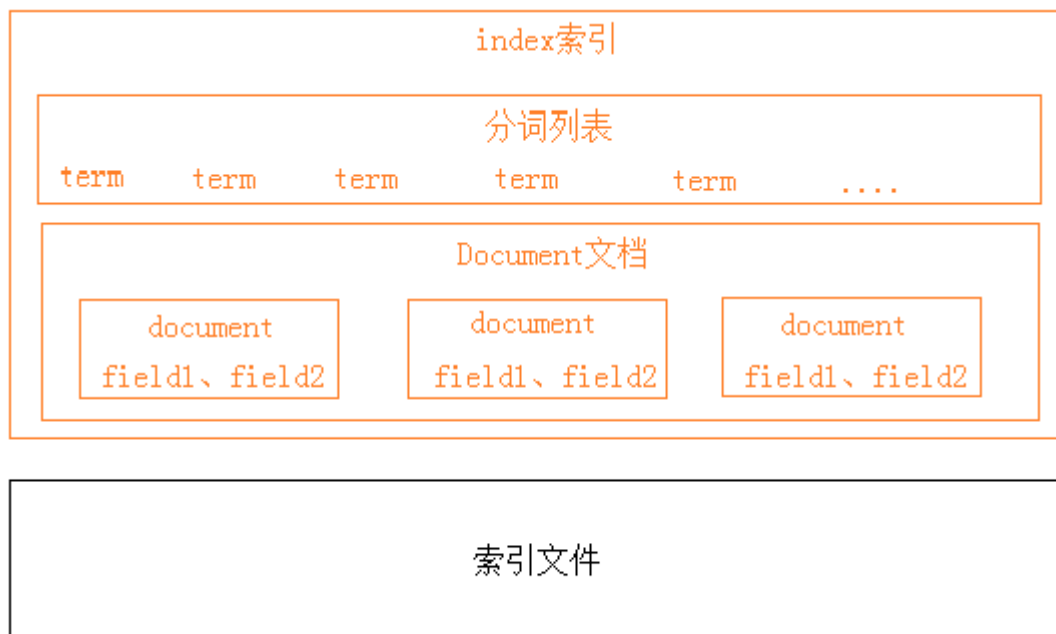 index索引
分词列表
term term term term term ....
Document文档
document document document
field1、field2 field1、field2 field1、field2
索引文件